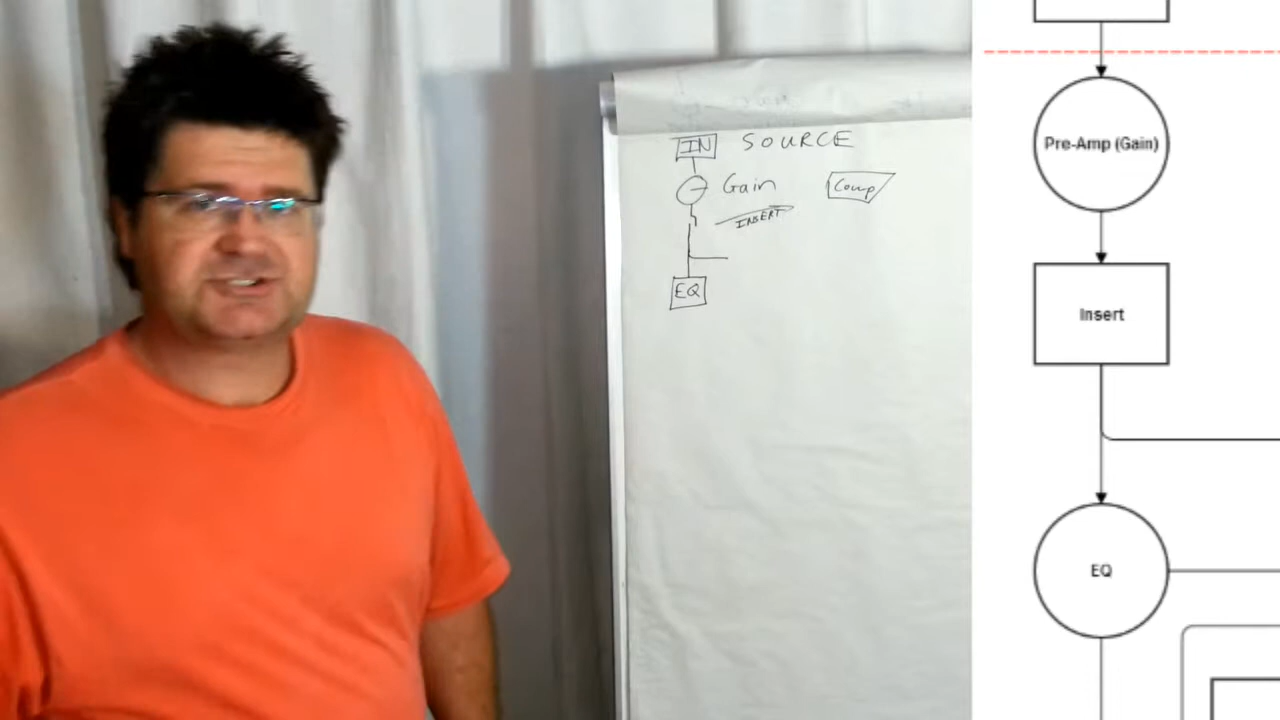 IN SOURCE
Gain
Comp
INSERT
EQ
Pre-Amp (Gain)
Insert
EQ